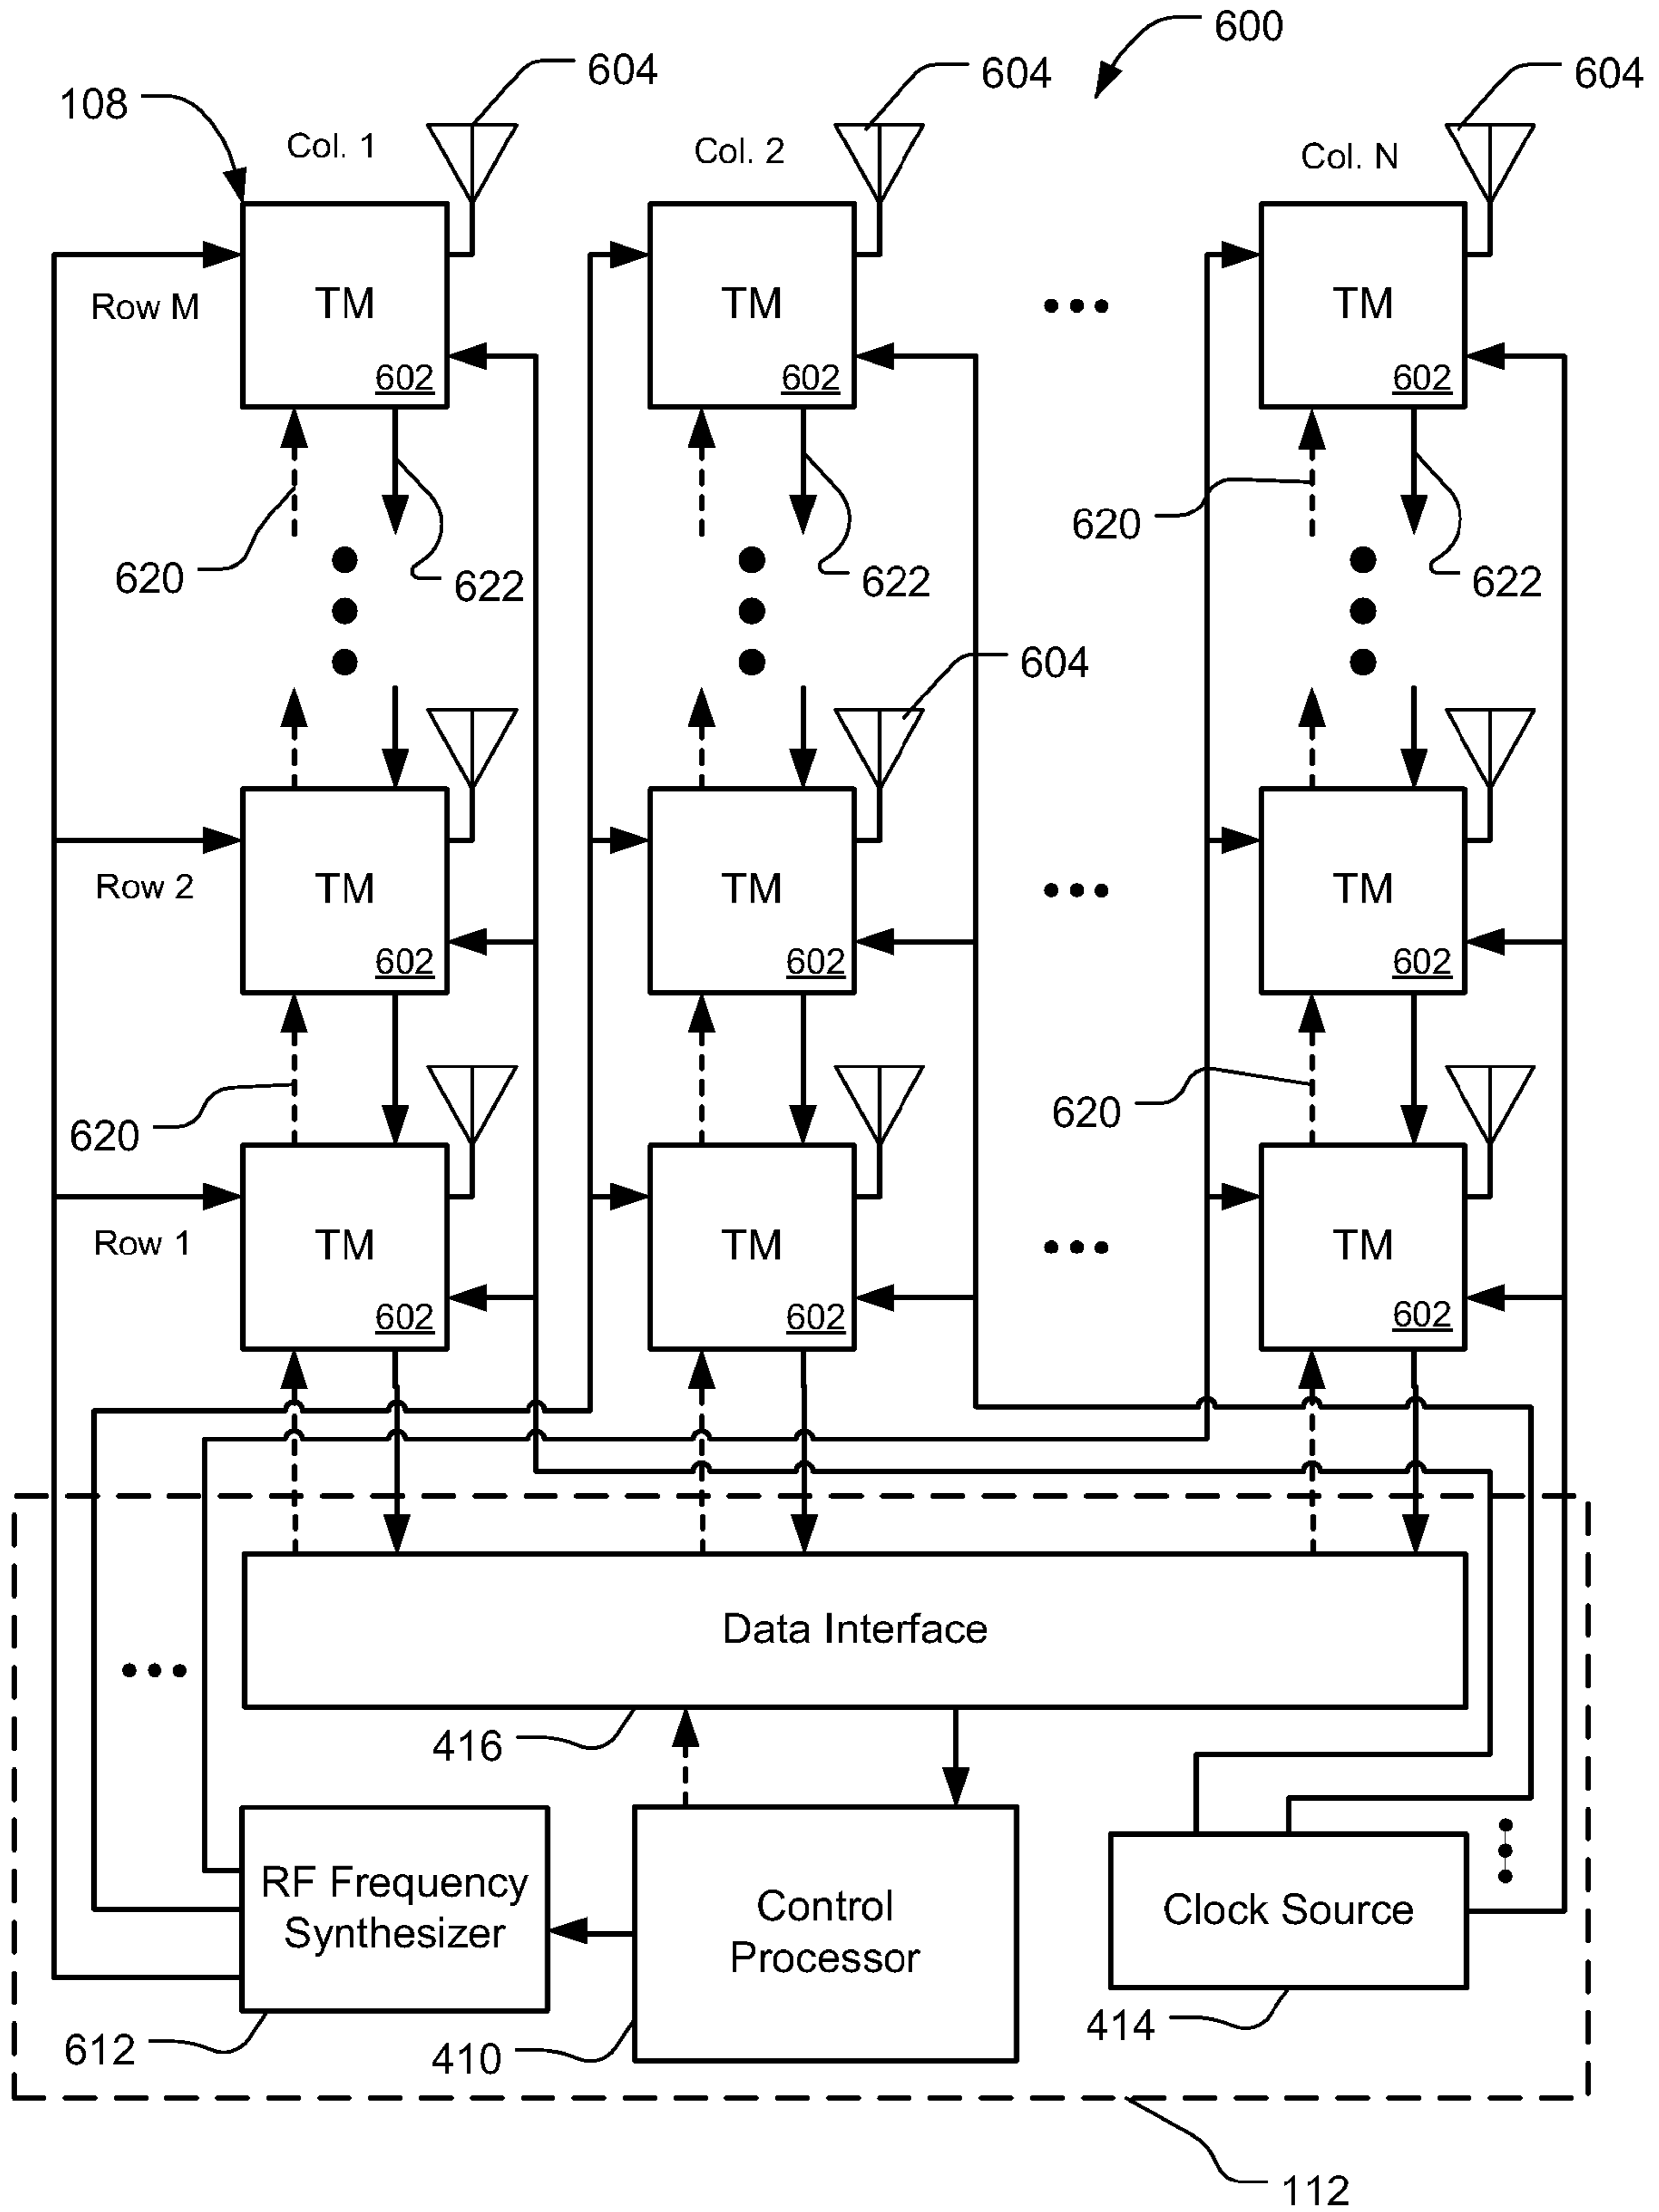 600
604
604
604
108
Col. 1
Col. 2
Col. N
TM
TM
TM
Row M
602
602
602
620
622
622
620
622
604
TM
TM
TM
Row 2
602
602
602
620
620
TM
TM
TM
Row 1
602
602
602
Data Interface
416
RF Frequency
Synthesizer
Control
Processor
Clock Source
612
410
414
112